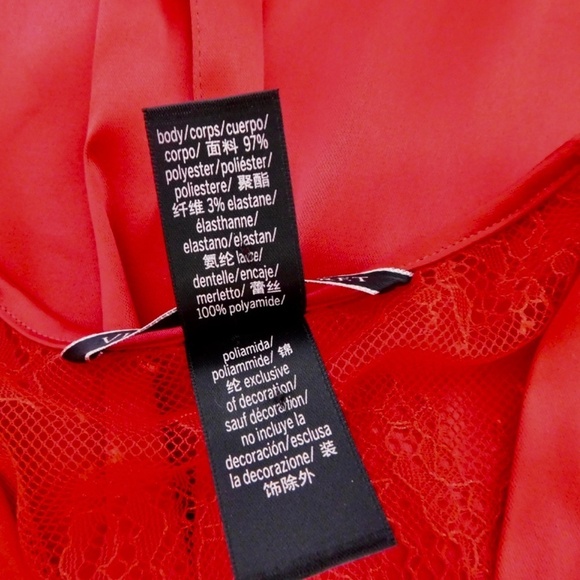 body/corps/cuerpo/
corpo/ 面料 97%
polyester/poliéster/
poliestere/ 聚酯
纤维 3% elastane/
élasthanne/
elastano/elastan/
氨纶 lace/
dentelle/encaje/
merletto/ 蕾丝
100% polyamide/
poliamida/
poliammide/ 锦
纶 exclusive
of decoration/
sauf décoration/
no incluye la
decoración/esclusa
la decorazione/ 装
饰除外